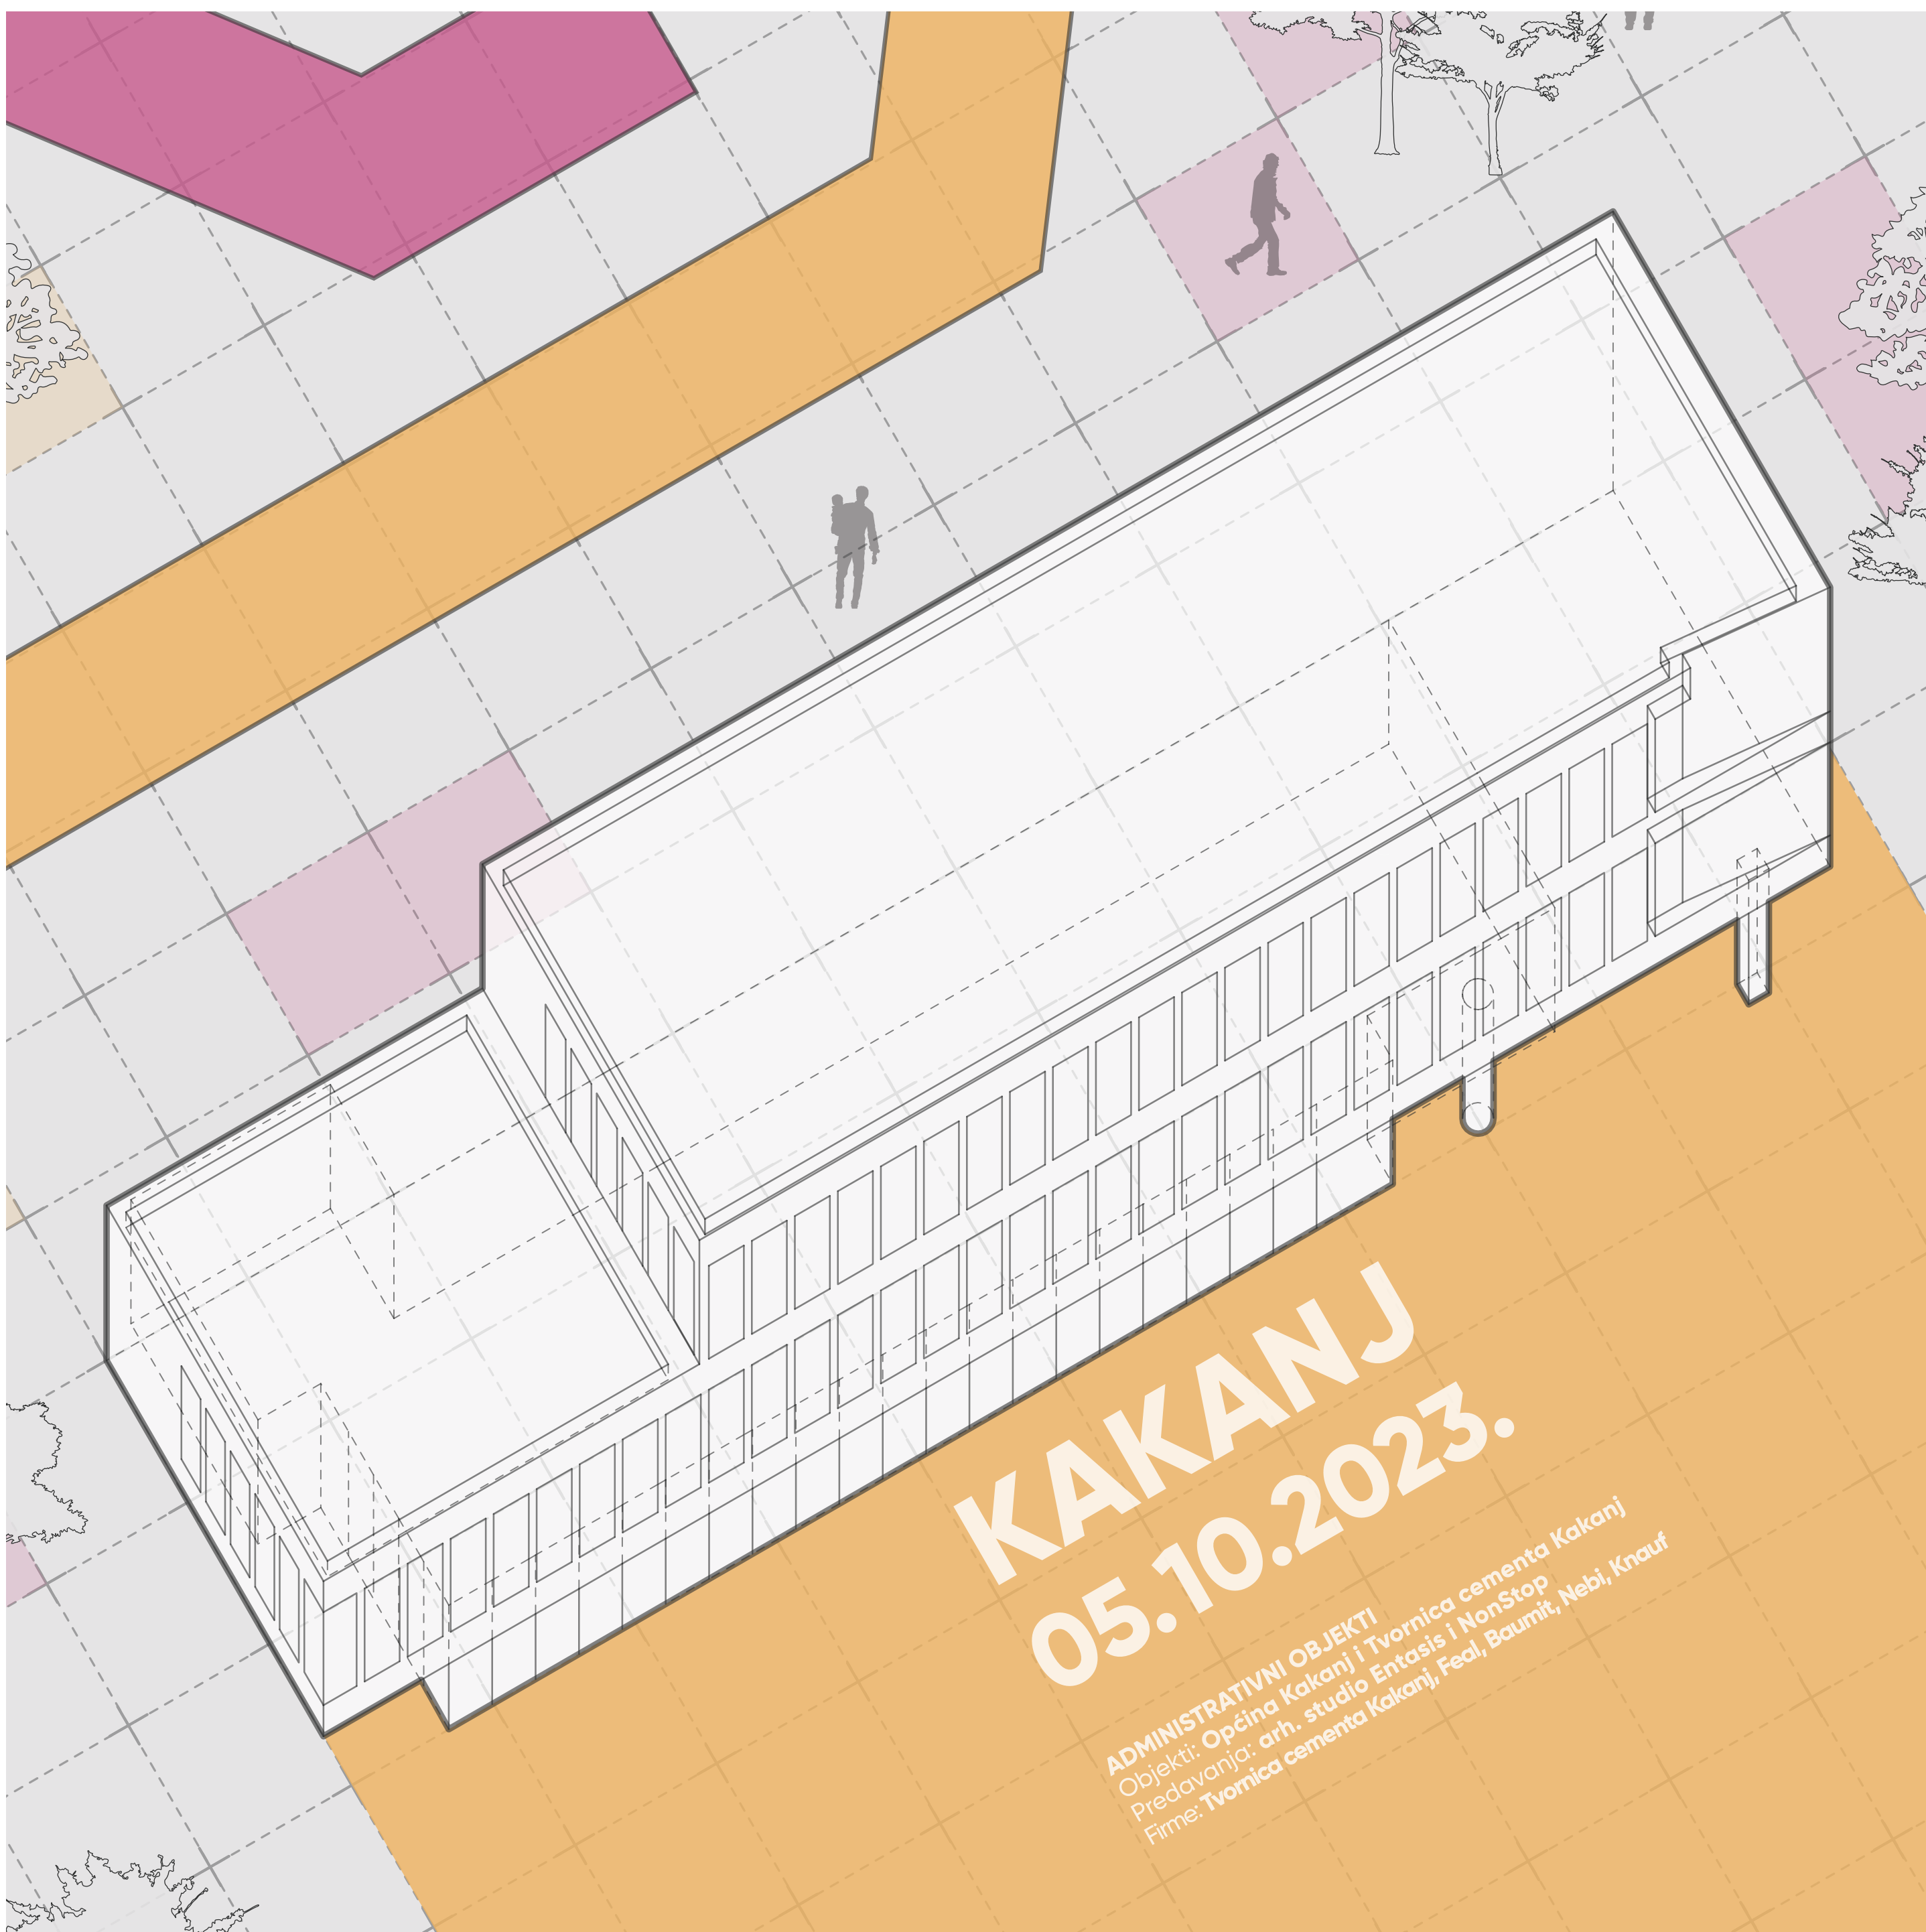 KAKANJ
05.10.2023.
ADMINISTRATIVNI OBJEKTI
Objekti: Općina Kakanj i Tvornica cementa Kakanj
Predavanja: arh. studio Entasis i NonStop
Firme: Tvornica cementa Kakanj, Feal, Baumit, Nebi, Knauf